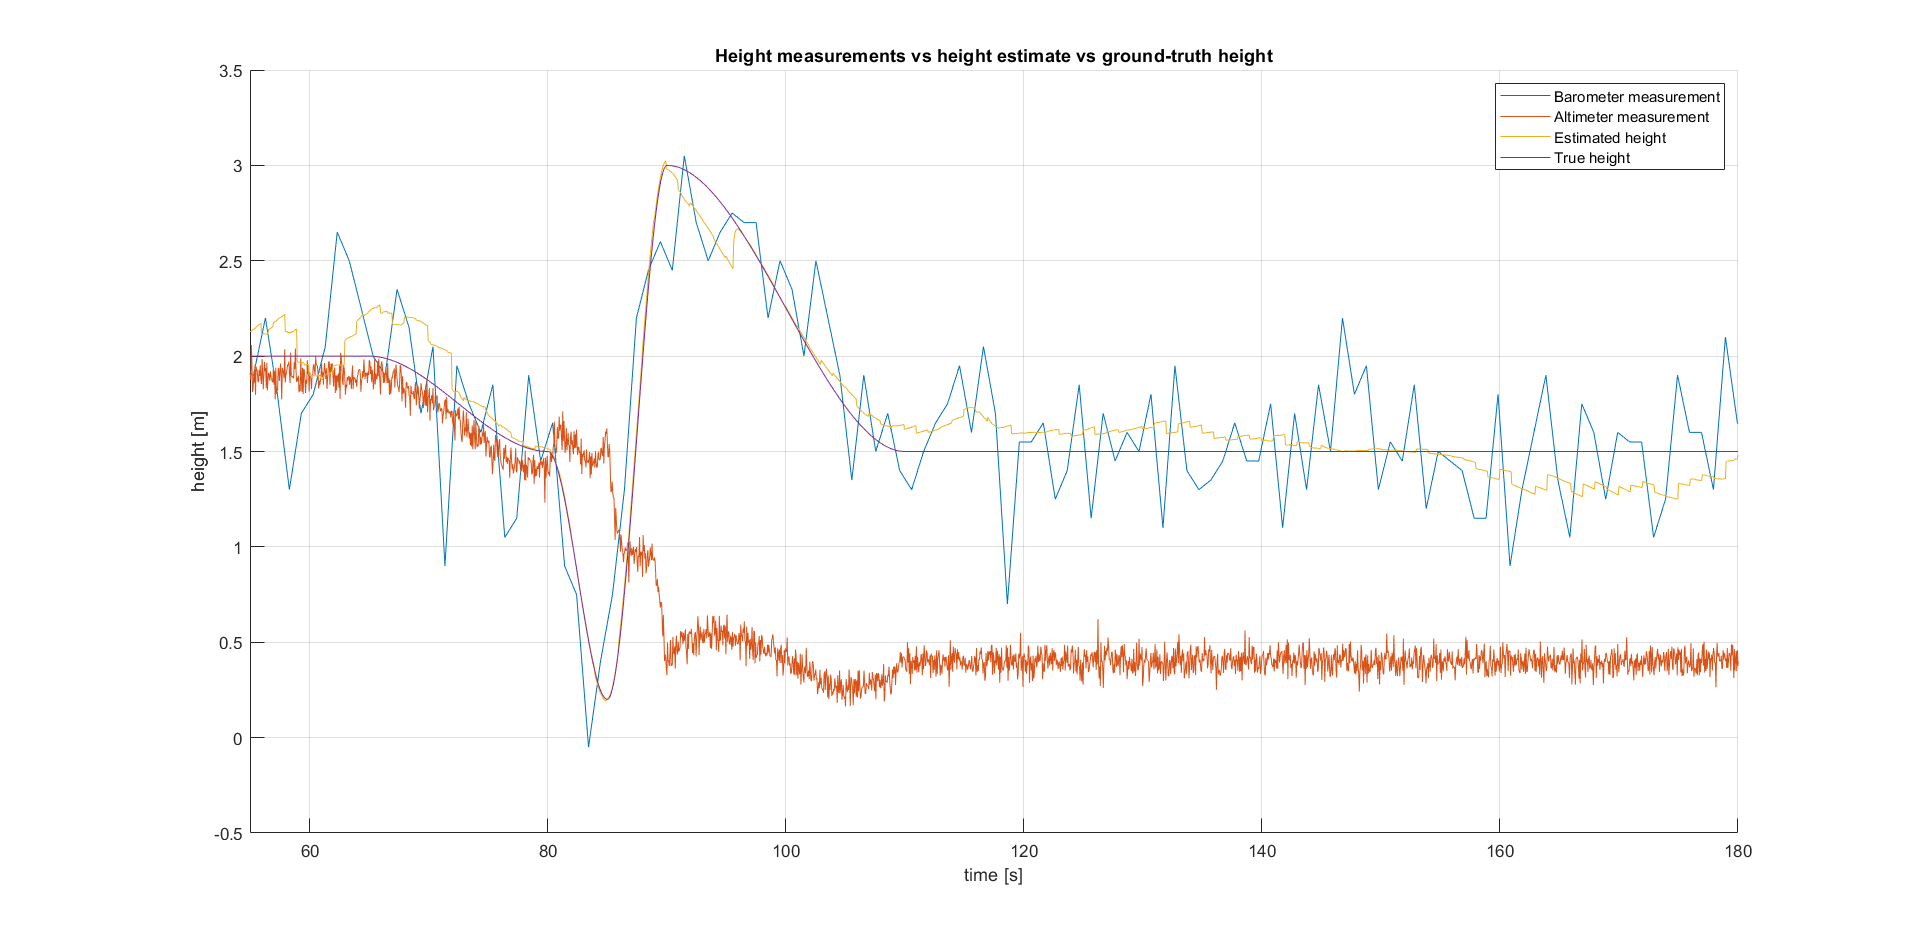 Height measurements vs height estimate vs ground-truth height
3.5
3
2.5
2
1.5
1
0.5
0
-0.5
height [m]
Barometer measurement
Altimeter measurement
Estimated height
True height
60
80
100
120
140
160
180
time [s]